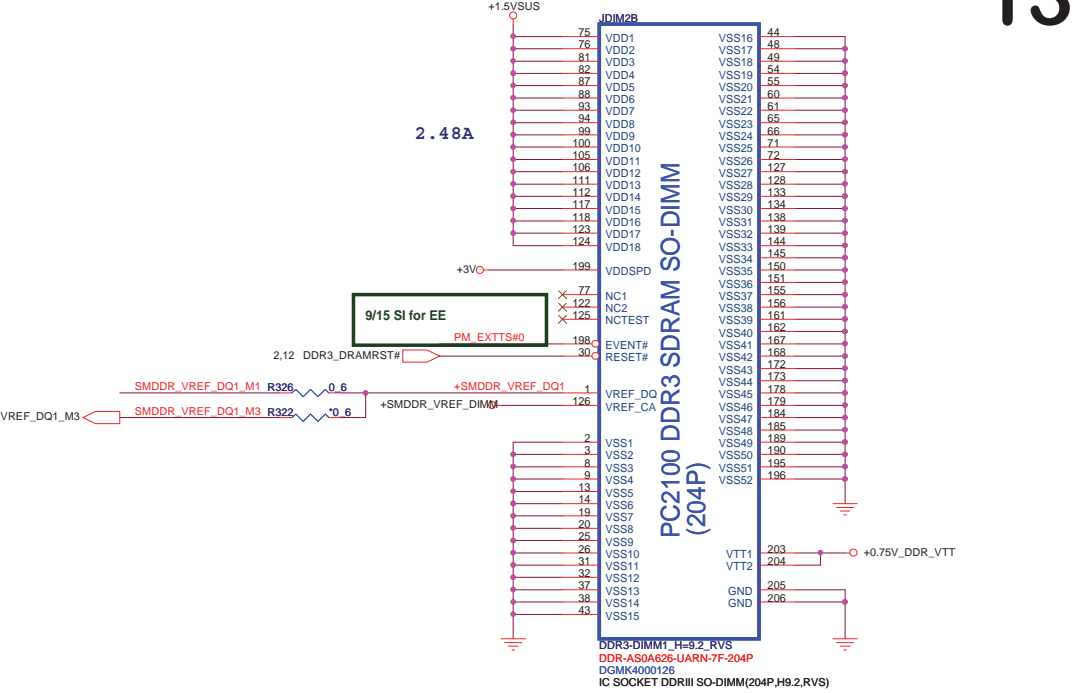 +1.5VSUS
JDIM2B
75 VDD1 VSS16 44
76 VDD2 VSS17 48
81 VDD3 VSS18 49
82 VDD4 VSS19 54
87 VDD5 VSS20 55
88 VDD6 VSS21 60
93 VDD7 VSS22 61
94 VDD8 VSS23 65
99 VDD9 VSS24 66
100 VDD10 VSS25 71
105 VDD11 VSS26 72
106 VDD12 VSS27 127
111 VDD13 VSS28 128
112 VDD14 VSS29 133
117 VDD15 VSS30 134
118 VDD16 VSS31 138
123 VDD17 VSS32 139
124 VDD18 VSS33 144
VSS34 145
+3V 199 VDDSPD VSS35 150
VSS36 151
77 NC1 VSS37 155
122 NC2 VSS38 156
125 NCTEST VSS39 161
VSS40 162
PM_EXTTS#0 198 EVENT# VSS41 167
2,12 DDR3_DRAMRST# 30 RESET# VSS42 168
VSS43 172
VSS44 173
SMDDR_VREF_DQ1_M1 R326 0_6 +SMDDR_VREF_DQ1 1 VREF_DQ VSS45 178
+SMDDR_VREF_DIMM 126 VREF_CA VSS46 179
VREF_DQ1_M3 SMDDR_VREF_DQ1_M3 R322 *0_6 VSS47 184
VSS48 185
2 VSS1 VSS49 189
3 VSS2 VSS50 190
8 VSS3 VSS51 195
9 VSS4 VSS52 196
13 VSS5
14 VSS6
19 VSS7
20 VSS8
25 VSS9
26 VSS10 VTT1 203 +0.75V_DDR_VTT
31 VSS11 VTT2 204
32 VSS12
37 VSS13 GND 205
38 VSS14 GND 206
43 VSS15
2.48A
9/15 SI for EE
PC2100 DDR3 SDRAM SO-DIMM
(204P)
DDR3-DIMM1_H=9.2_RVS
DDR-AS0A626-UARN-7F-204P
DGMK4000126
IC SOCKET DDRIII SO-DIMM(204P,H9.2,RVS)